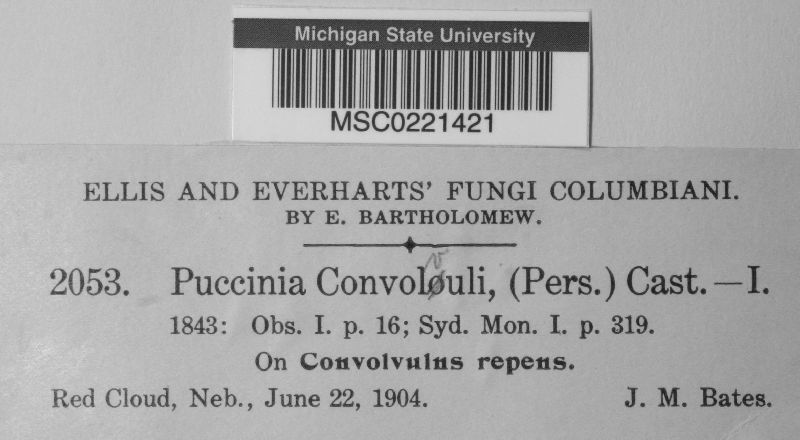 Michigan State University
MSC0221421
ELLIS AND EVERHARTS' FUNGI COLUMBIANI.
BY E. BARTHOLOMEW.
v
2053. Puccinia Convolouli, (Pers.) Cast.—I.
1843: Obs. I. p. 16; Syd. Mon. I. p. 319.
On Convolvulus repens.
Red Cloud, Neb., June 22, 1904. J. M. Bates.